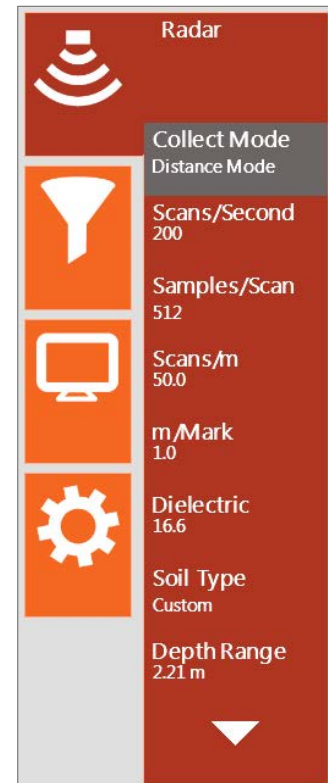 Radar
Collect Mode
Distance Mode
Scans/Second
200
Samples/Scan
512
Scans/m
50.0
m/Mark
1.0
Dielectric
16.6
Soil Type
Custom
Depth Range
2.21 m